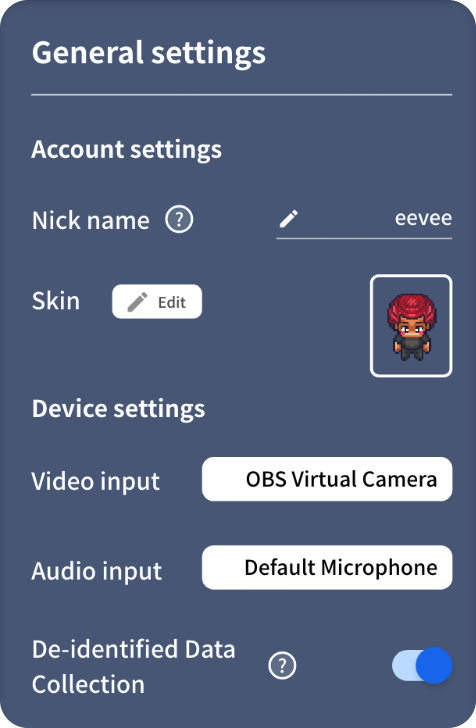 General settings
Account settings
Nick name ? eevee
Skin Edit
Device settings
Video input OBS Virtual Camera
Audio input Default Microphone
De-identified Data
Collection ?